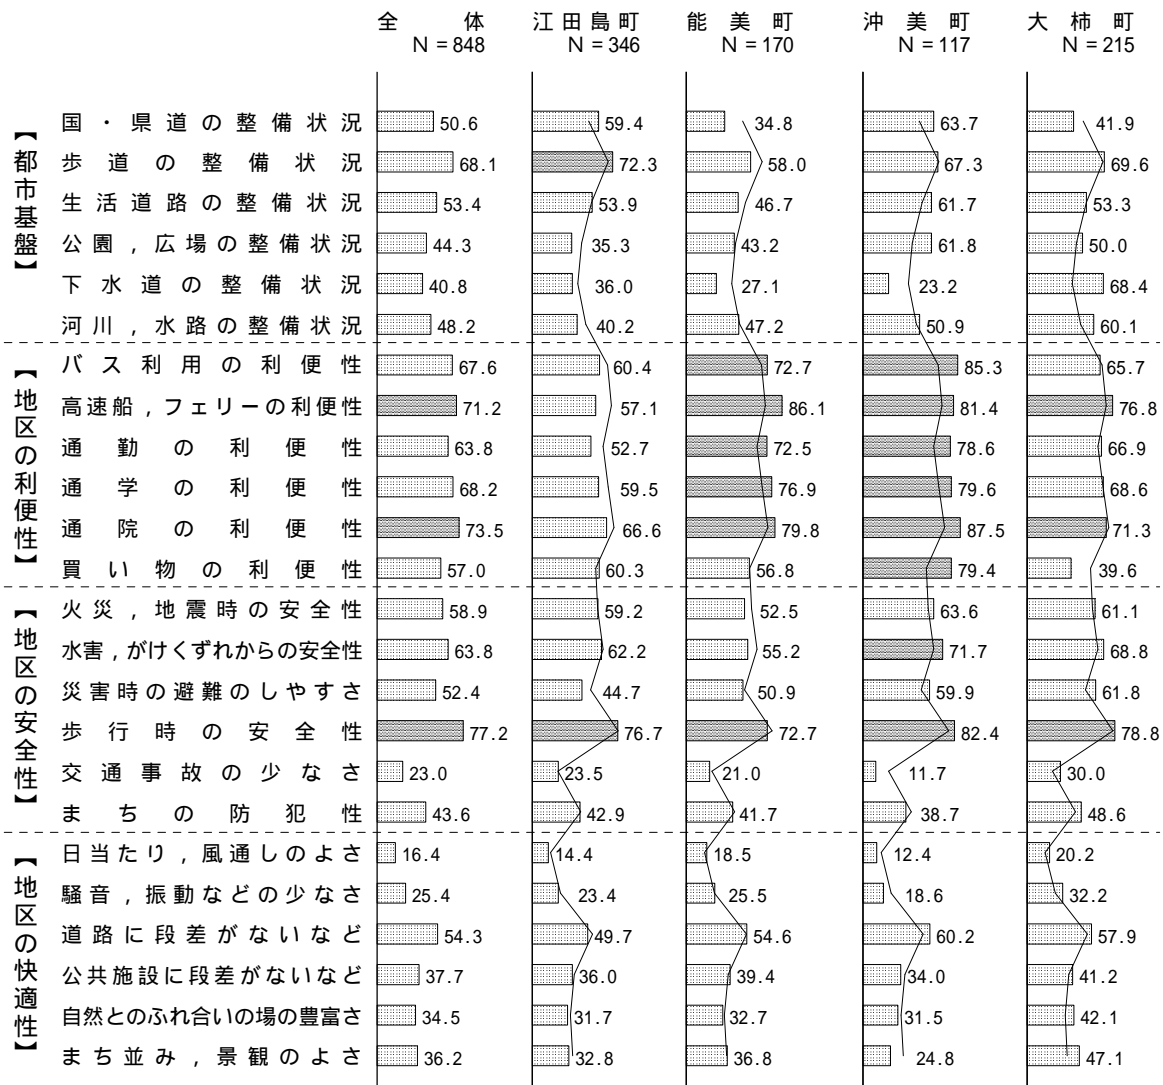 全体 江田島町 能美町 沖美町 大柿町
N=848 N=346 N=170 N=117 N=215
【都市基盤】
国・県道の整備状況 50.6 59.4 34.8 63.7 41.9
歩道の整備状況 68.1 72.3 58.0 67.3 69.6
生活道路の整備状況 53.4 53.9 46.7 61.7 53.3
公園,広場の整備状況 44.3 35.3 43.2 61.8 50.0
下水道の整備状況 40.8 36.0 27.1 23.2 68.4
河川,水路の整備状況 48.2 40.2 47.2 50.9 60.1
【地区の利便性】
バス利用の利便性 67.6 60.4 72.7 85.3 65.7
高速船,フェリーの利便性 71.2 57.1 86.1 81.4 76.8
通勤の利便性 63.8 52.7 72.5 78.6 66.9
通学の利便性 68.2 59.5 76.9 79.6 68.6
通院の利便性 73.5 66.6 79.8 87.5 71.3
買い物の利便性 57.0 60.3 56.8 79.4 39.6
【地区の安全性】
火災,地震時の安全性 58.9 59.2 52.5 63.6 61.1
水害,がけくずれからの安全性 63.8 62.2 55.2 71.7 68.8
災害時の避難のしやすさ 52.4 44.7 50.9 59.9 61.8
歩行時の安全性 77.2 76.7 72.7 82.4 78.8
交通事故の少なさ 23.0 23.5 21.0 11.7 30.0
まちの防犯性 43.6 42.9 41.7 38.7 48.6
【地区の快適性】
日当たり,風通しのよさ 16.4 14.4 18.5 12.4 20.2
騒音,振動などの少なさ 25.4 23.4 25.5 18.6 32.2
道路に段差がないなど 54.3 49.7 54.6 60.2 57.9
公共施設に段差がないなど 37.7 36.0 39.4 34.0 41.2
自然とのふれ合いの場の豊富さ 34.5 31.7 32.7 31.5 42.1
まち並み,景観のよさ 36.2 32.8 36.8 24.8 47.1